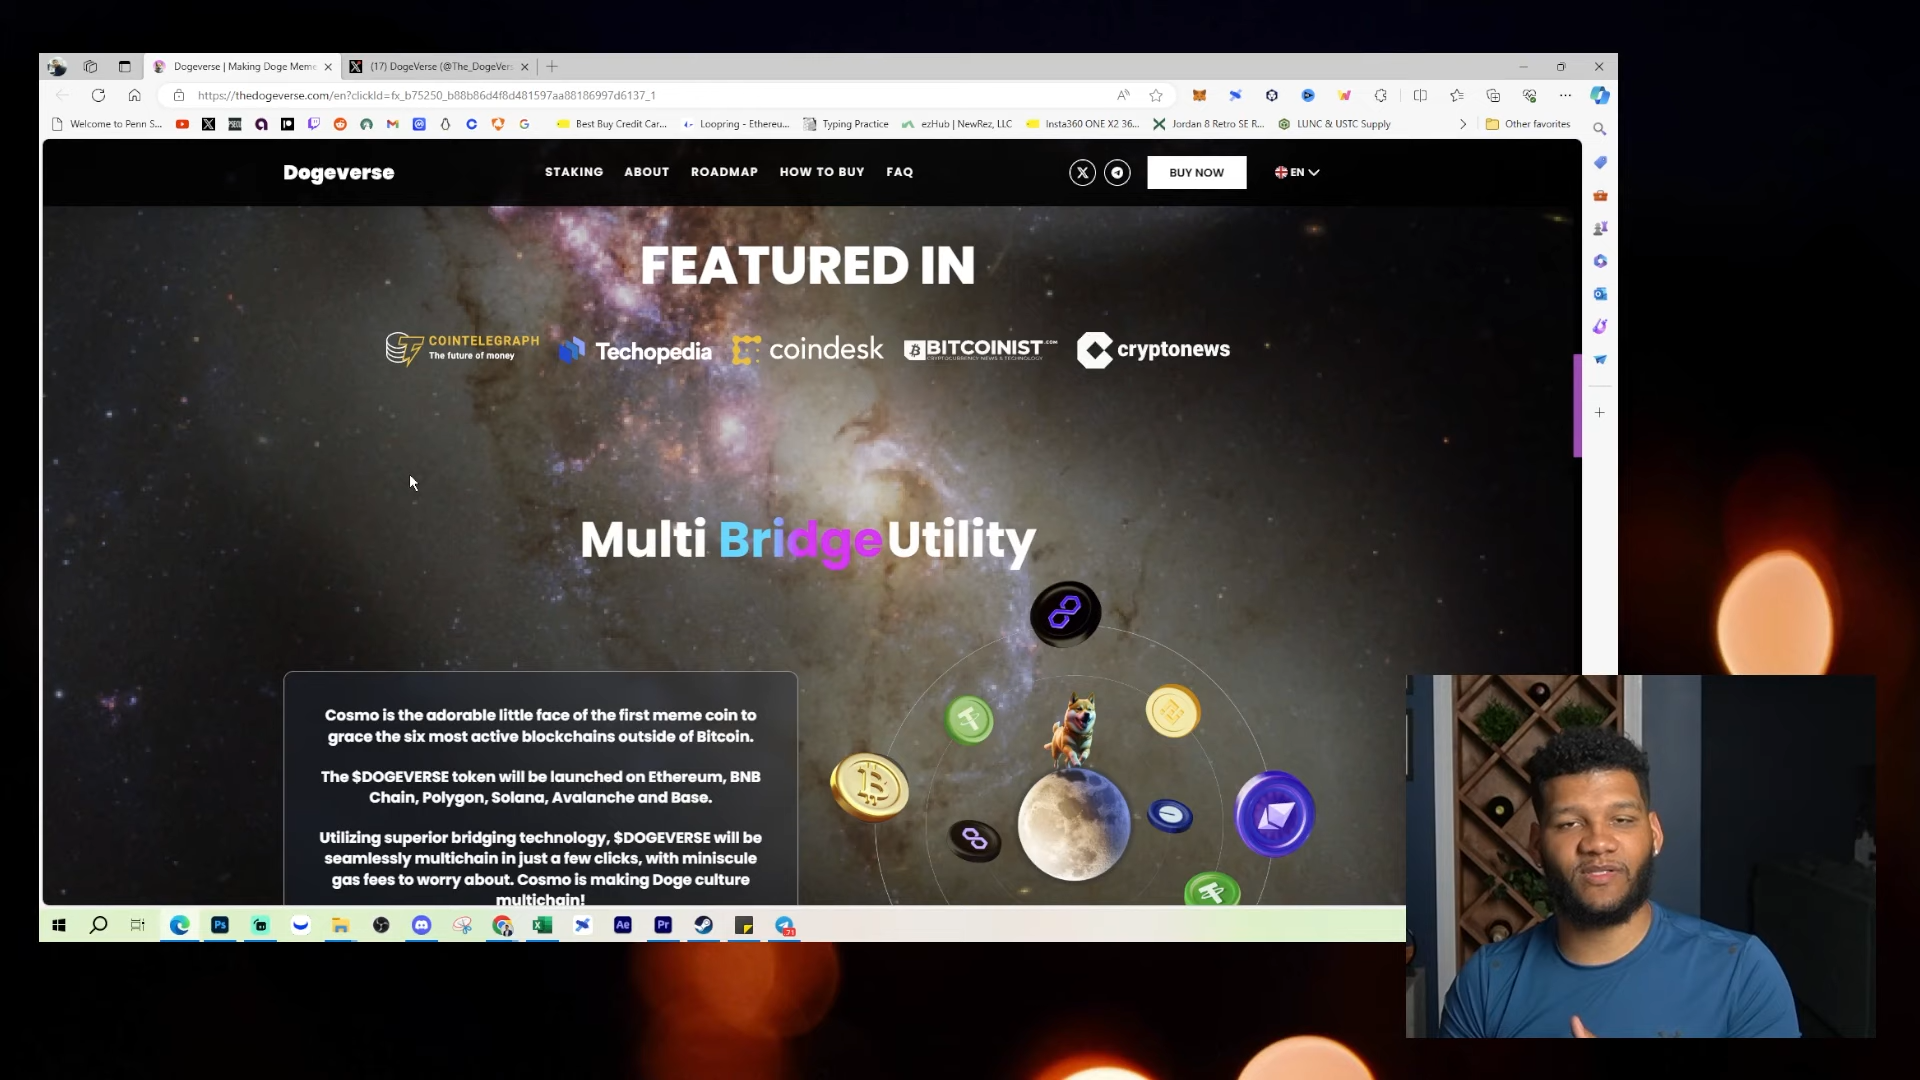 Dogeverse | Making Doge Meme
(17) DogeVerse (@The_DogeVers
https://thedogeverse.com/en?clickId=fx_b75250_b88b86d4f8d481597aa88186997d6137_1
Welcome to Penn S...
Best Buy Credit Car...
Loopring - Ethereu...
Typing Practice
ezHub | NewRez, LLC
Insta360 ONE X2 36...
Jordan 8 Retro SE R...
LUNC & USTC Supply
Other favorites
Dogeverse
STAKING
ABOUT
ROADMAP
HOW TO BUY
FAQ
BUY NOW
EN
FEATURED IN
COINTELEGRAPH
The future of money
Techopedia
coindesk
BITCOINIST.COM
cryptonews
Multi Bridge Utility
Cosmo is the adorable little face of the first meme coin to
grace the six most active blockchains outside of Bitcoin.
The $DOGEVERSE token will be launched on Ethereum, BNB
Chain, Polygon, Solana, Avalanche and Base.
Utilizing superior bridging technology, $DOGEVERSE will be
seamlessly multichain in just a few clicks, with miniscule
gas fees to worry about. Cosmo is making Doge culture
multichain!
Ps
Ae
Pr
71